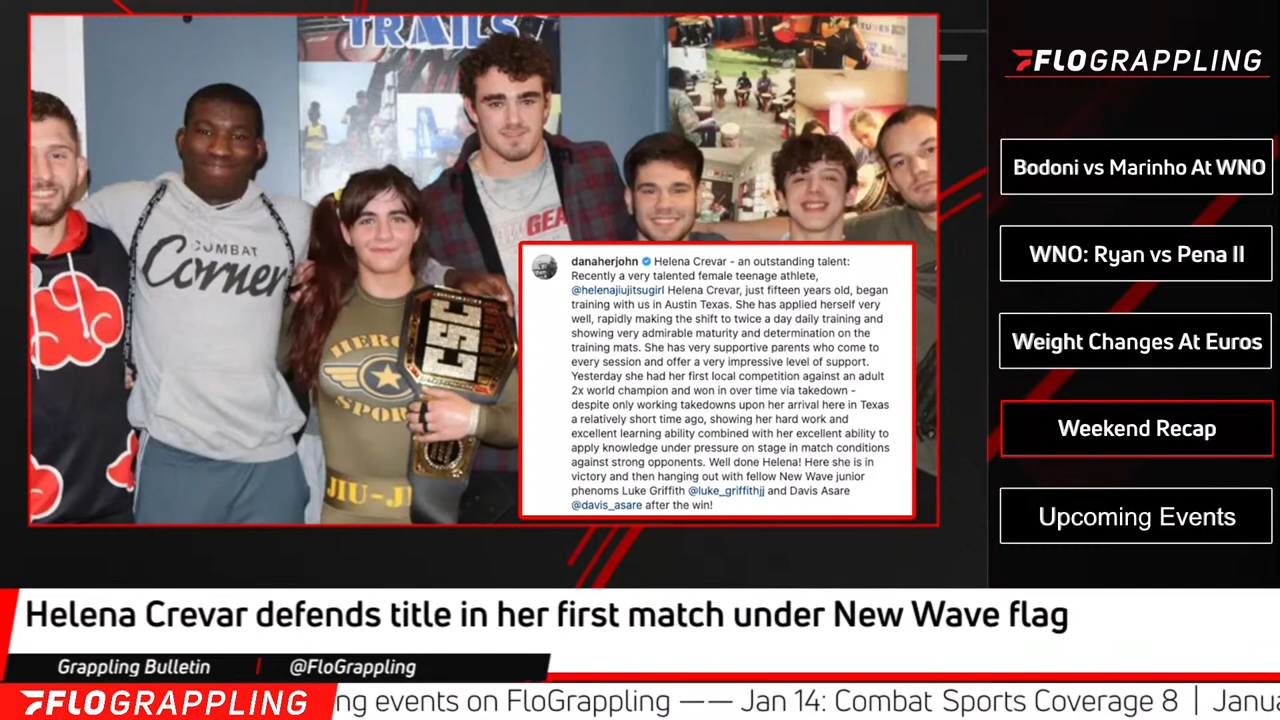 TRAILS
COMBAT
Corner
GEAR
CSC
HERO
SPOR
JIU-JI
danaherjohn Helena Crevar - an outstanding talent:
Recently a very talented female teenage athlete,
@helenajiujitsugirl Helena Crevar, just fifteen years old, began
training with us in Austin Texas. She has applied herself very
well, rapidly making the shift to twice a day daily training and
showing very admirable maturity and determination on the
training mats. She has very supportive parents who come to
every session and offer a very impressive level of support.
Yesterday she had her first local competition against an adult
2x world champion and won in over time via takedown -
despite only working takedowns upon her arrival here in Texas
a relatively short time ago, showing her hard work and
excellent learning ability combined with her excellent ability to
apply knowledge under pressure on stage in match conditions
against strong opponents. Well done Helena! Here she is in
victory and then hanging out with fellow New Wave junior
phenoms Luke Griffith @luke_griffithjj and Davis Asare
@davis_asare after the win!
FLOGRAPPLING
Bodoni vs Marinho At WNO
WNO: Ryan vs Pena II
Weight Changes At Euros
Weekend Recap
Upcoming Events
Helena Crevar defends title in her first match under New Wave flag
Grappling Bulletin | @FloGrappling
FLOGRAPPLING
ng events on FloGrappling —— Jan 14: Combat Sports Coverage 8 | Janua